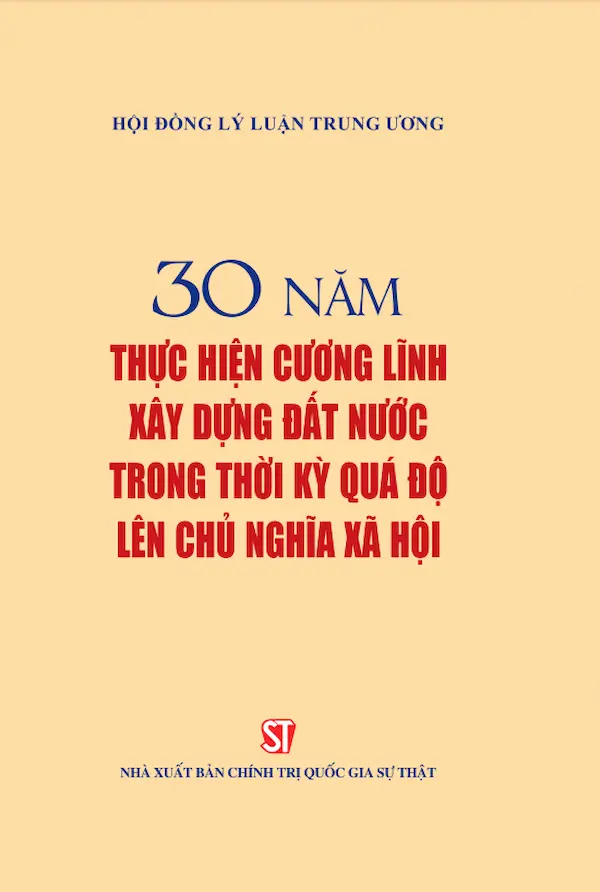 HỘI ĐỒNG LÝ LUẬN TRUNG ƯƠNG
30 NĂM
THỰC HIỆN CƯƠNG LĨNH
XÂY DỰNG ĐẤT NƯỚC
TRONG THỜI KỲ QUÁ ĐỘ
LÊN CHỦ NGHĨA XÃ HỘI
ST
NHÀ XUẤT BẢN CHÍNH TRỊ QUỐC GIA SỰ THẬT